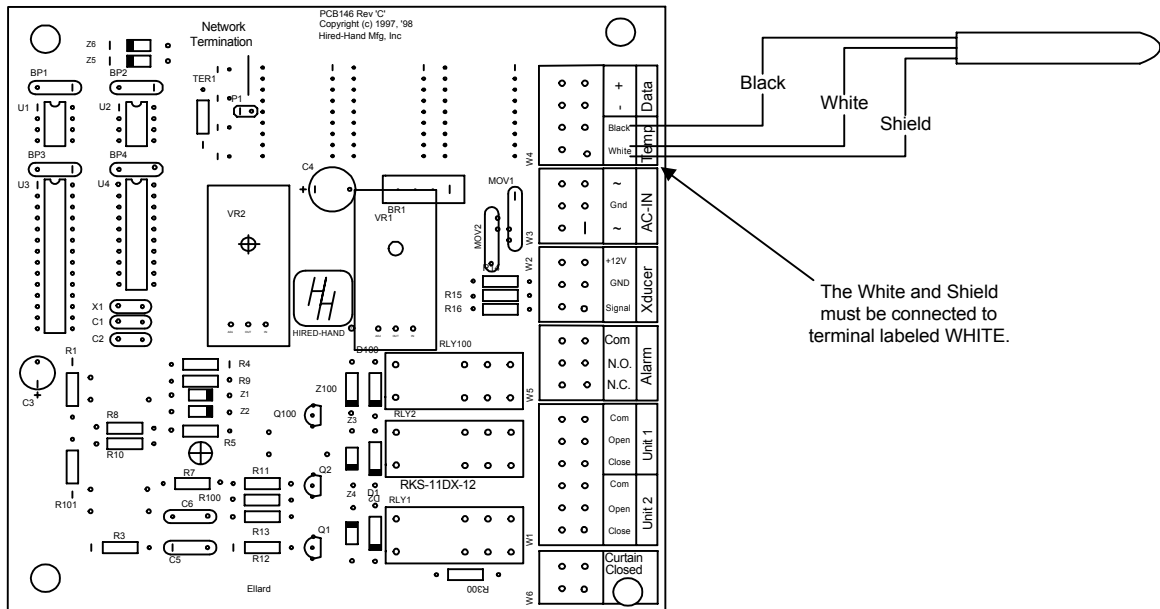 PCB146 Rev 'C'
Copyright (c) 1997, '98
Hired-Hand Mfg, Inc
Network
Termination
Z6
Z5
BP1
BP2
TER1
P1
U1
U2
BP3
BP4
U3
U4
C4
+
VR2
VR1
BR1
MOV1
MOV2
R14
R15
R16
HH
HIRED-HAND
X1
C1
C2
R1
C3
+
R4
R9
Z1
Z2
R5
R8
R10
R101
R7
R100
R11
C6
R13
R3
C5
R12
Ellard
D100
Z100
Q100
Z3
RLY100
RLY2
RKS-11DX-12
Q2
Z4
D1
D2
RLY1
Q1
R300
W4
W3
W2
W5
W1
W6
+
-
Data
Black
White
Temp
~
Gnd
~
AC-IN
+12V
GND
Signal
Xducer
Com
N.O.
N.C.
Alarm
Com
Open
Close
Unit 1
Com
Open
Close
Unit 2
Curtain
Closed
Black
White
Shield
The White and Shield
must be connected to
terminal labeled WHITE.